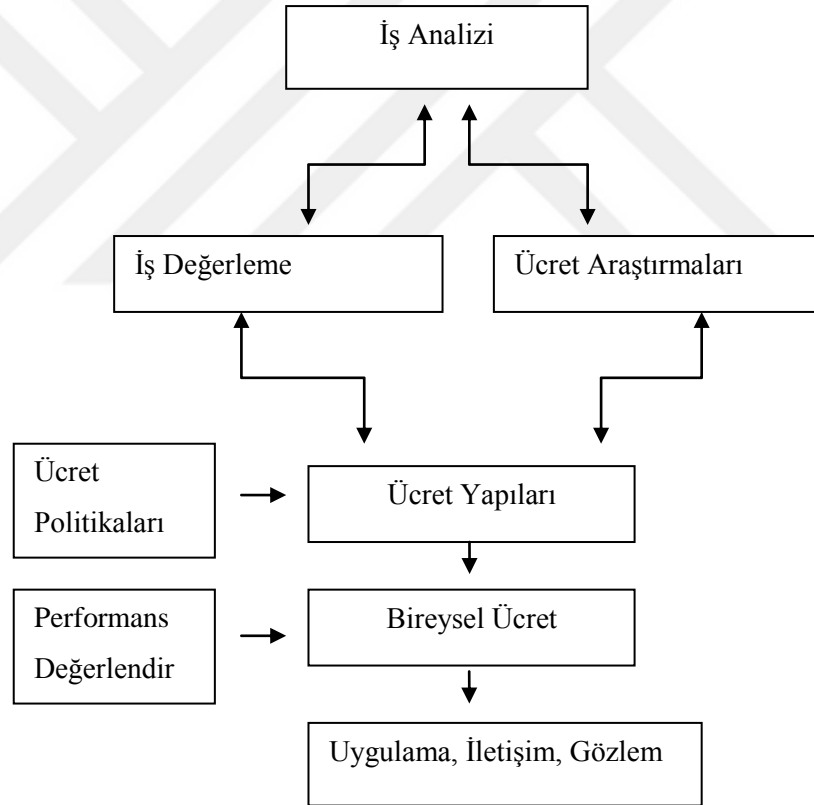 İş Analizi
İş Değerleme
Ücret Araştırmaları
Ücret
Politikaları
Ücret Yapıları
Performans
Değerlendir
Bireysel Ücret
Uygulama, İletişim, Gözlem